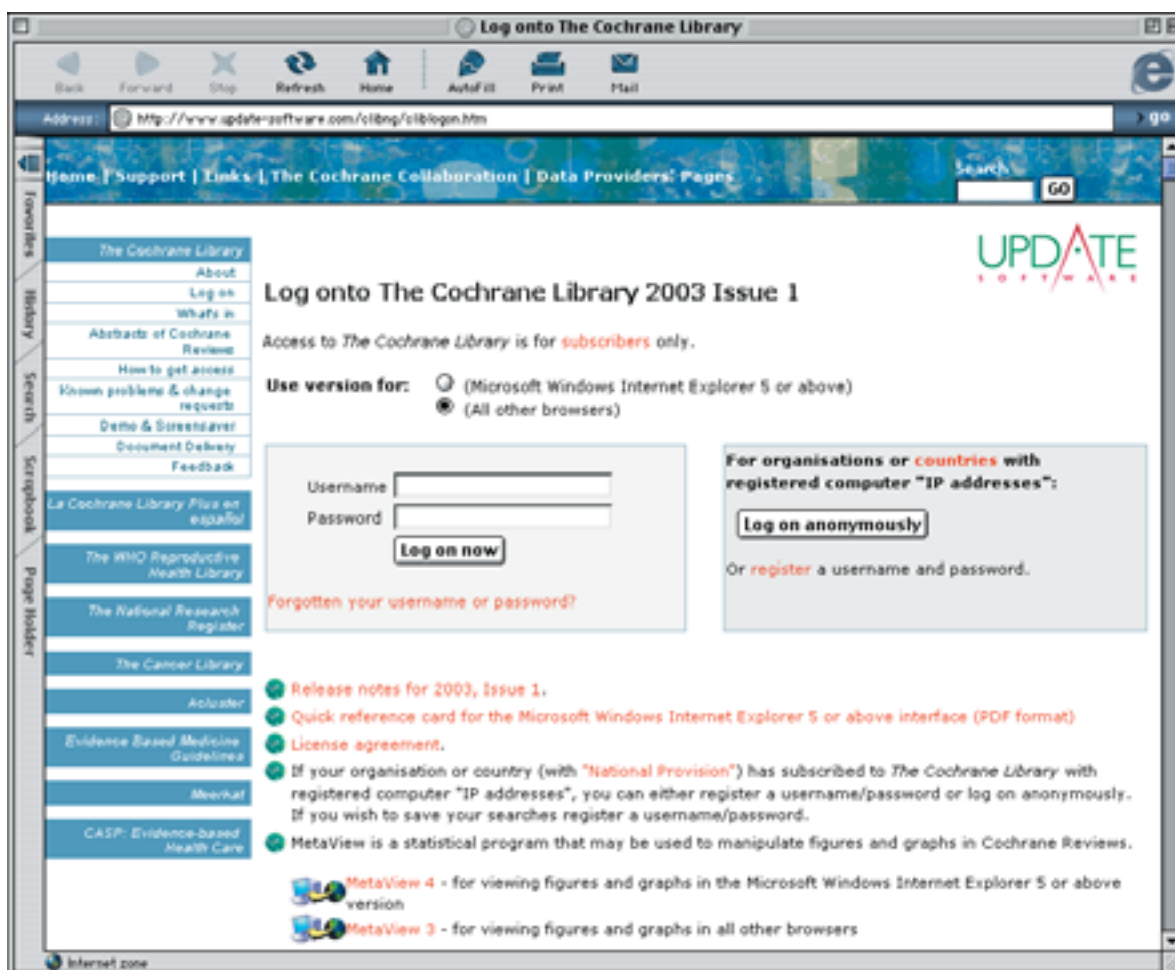 Log onto The Cochrane Library
Back Forward Stop Refresh Home AutoFill Print Mail
Address: http://www.update-software.com/clibng/cliblogon.htm go
Home | Support | Links | The Cochrane Collaboration | Data Providers' Pages
Search
GO
Favorites
History
Search
Scrapbook
Page Holder
The Cochrane Library
About
Log on
What's in
Abstracts of Cochrane
Reviews
How to get access
Known problems & change
requests
Demo & Screensaver
Document Delivery
Feedback
La Cochrane Library Plus en
español
The WHO Reproductive
Health Library
The National Research
Register
The Cancer Library
Acluster
Evidence Based Medicine
Guidelines
Meerkat
CASP: Evidence-based
Health Care
UPDATE
SOFTWARE
Log onto The Cochrane Library 2003 Issue 1
Access to The Cochrane Library is for subscribers only.
Use version for: (Microsoft Windows Internet Explorer 5 or above)
(All other browsers)
Username
Password
Log on now
Forgotten your username or password?
For organisations or countries with
registered computer "IP addresses":
Log on anonymously
Or register a username and password.
Release notes for 2003, Issue 1.
Quick reference card for the Microsoft Windows Internet Explorer 5 or above interface (PDF format)
License agreement.
If your organisation or country (with "National Provision") has subscribed to The Cochrane Library with
registered computer "IP addresses", you can either register a username/password or log on anonymously.
If you wish to save your searches register a username/password.
MetaView is a statistical program that may be used to manipulate figures and graphs in Cochrane Reviews.
MetaView 4 - for viewing figures and graphs in the Microsoft Windows Internet Explorer 5 or above
version
MetaView 3 - for viewing figures and graphs in all other browsers
Internet zone